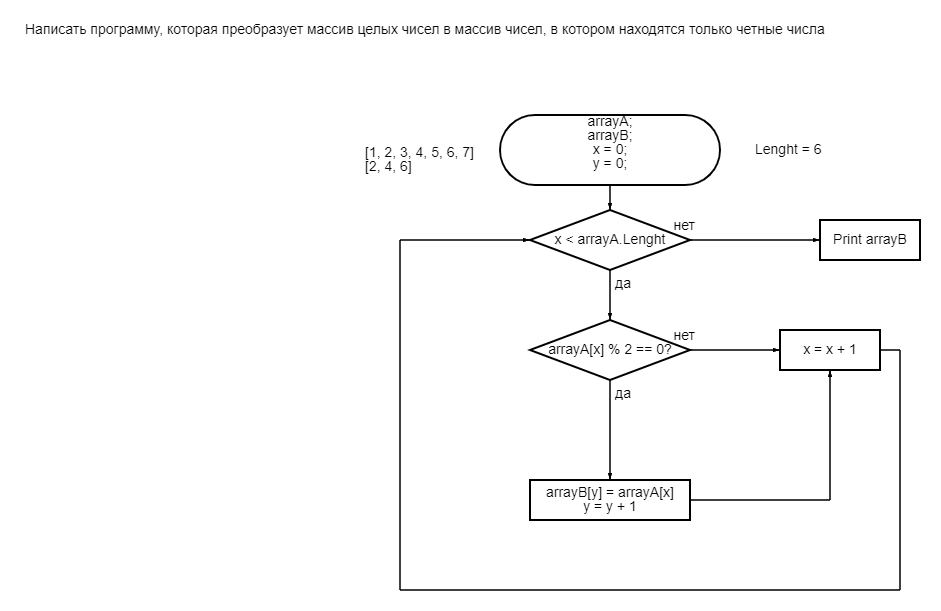 Написать программу, которая преобразует массив целых чисел в массив чисел, в котором находятся только четные числа
arrayA;
arrayB;
x = 0;
y = 0;
[1, 2, 3, 4, 5, 6, 7]
[2, 4, 6]
Lenght = 6
x < arrayA.Lenght
нет
Print arrayB
да
arrayA[x] % 2 == 0?
нет
x = x + 1
да
arrayB[y] = arrayA[x]
y = y + 1